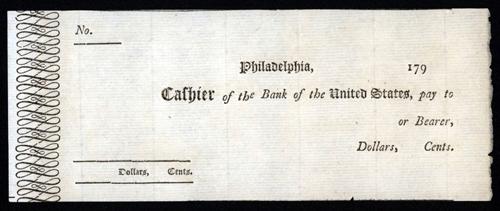 No.
Philadelphia, 179
Caſhier of the Bank of the United States, pay to
or Bearer,
Dollars, Cents.
Dollars, Cents.